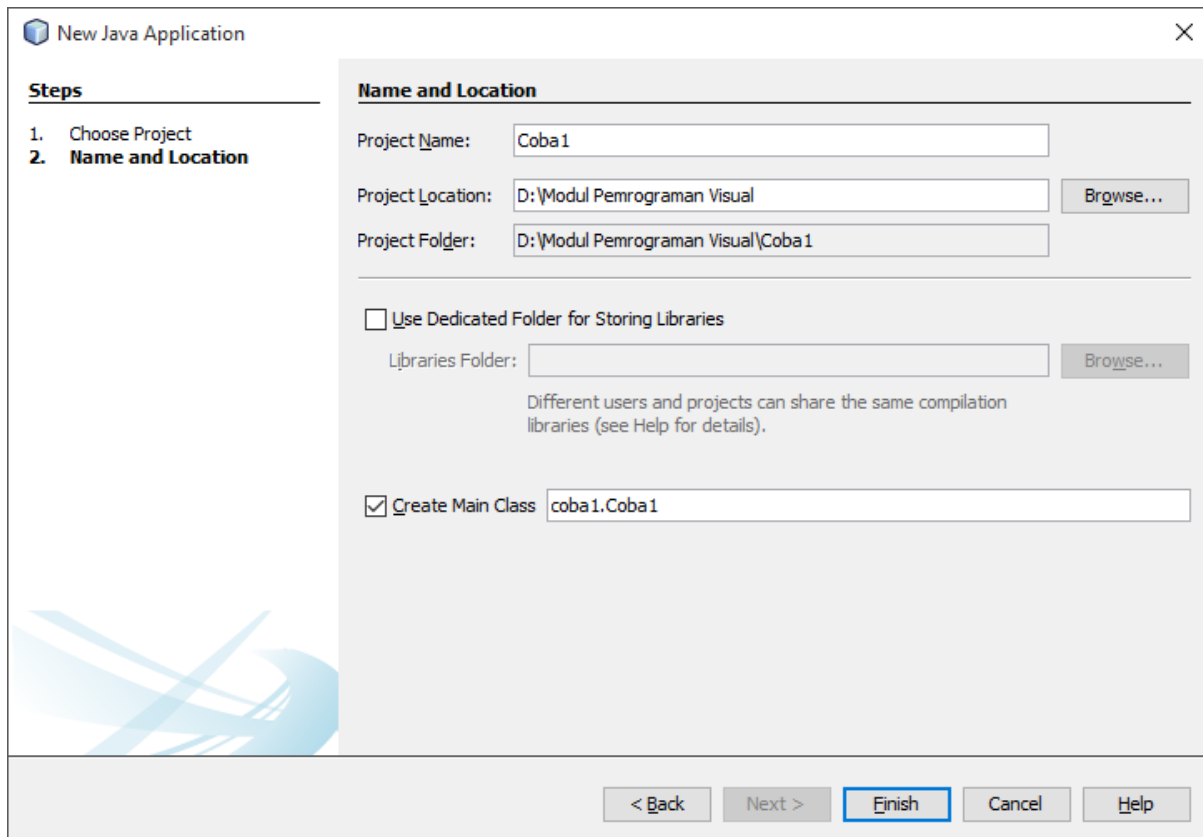 New Java Application
Steps
1. Choose Project
2. Name and Location
Name and Location
Project Name: Coba1
Project Location: D:\Modul Pemrograman Visual Browse...
Project Folder: D:\Modul Pemrograman Visual\Coba1
Use Dedicated Folder for Storing Libraries
Libraries Folder: Browse...
Different users and projects can share the same compilation
libraries (see Help for details).
Create Main Class coba1.Coba1
< Back Next > Finish Cancel Help